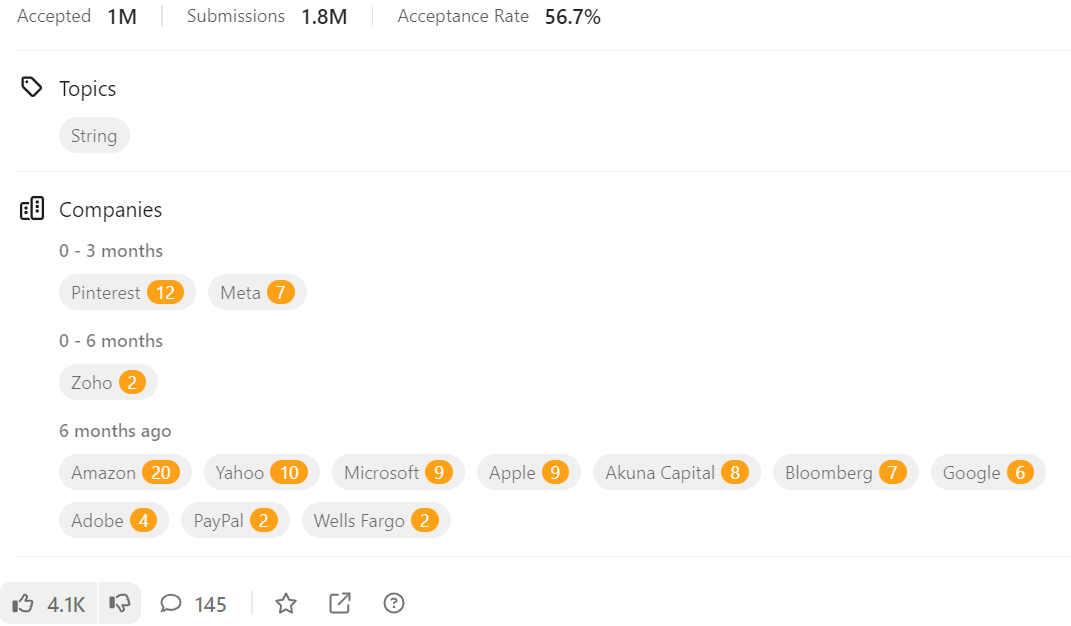 Accepted 1M Submissions 1.8M Acceptance Rate 56.7%
Topics
String
Companies
0 - 3 months
Pinterest 12 Meta 7
0 - 6 months
Zoho 2
6 months ago
Amazon 20 Yahoo 10 Microsoft 9 Apple 9 Akuna Capital 8 Bloomberg 7 Google 6
Adobe 4 PayPal 2 Wells Fargo 2
4.1K 145